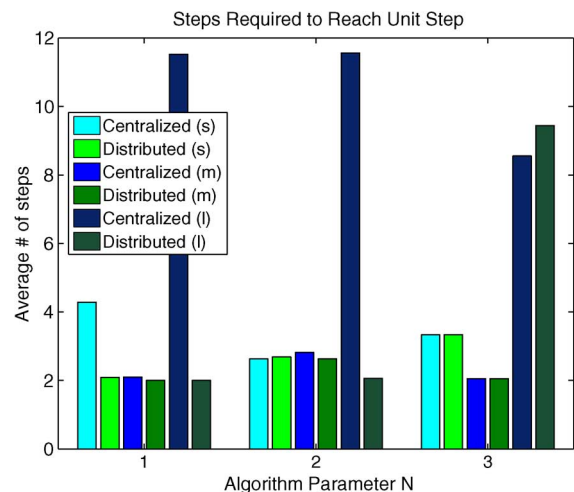 Steps Required to Reach Unit Step
12
10
8
6
4
2
0
Average # of steps
Centralized (s)
Distributed (s)
Centralized (m)
Distributed (m)
Centralized (l)
Distributed (l)
1 2 3
Algorithm Parameter N